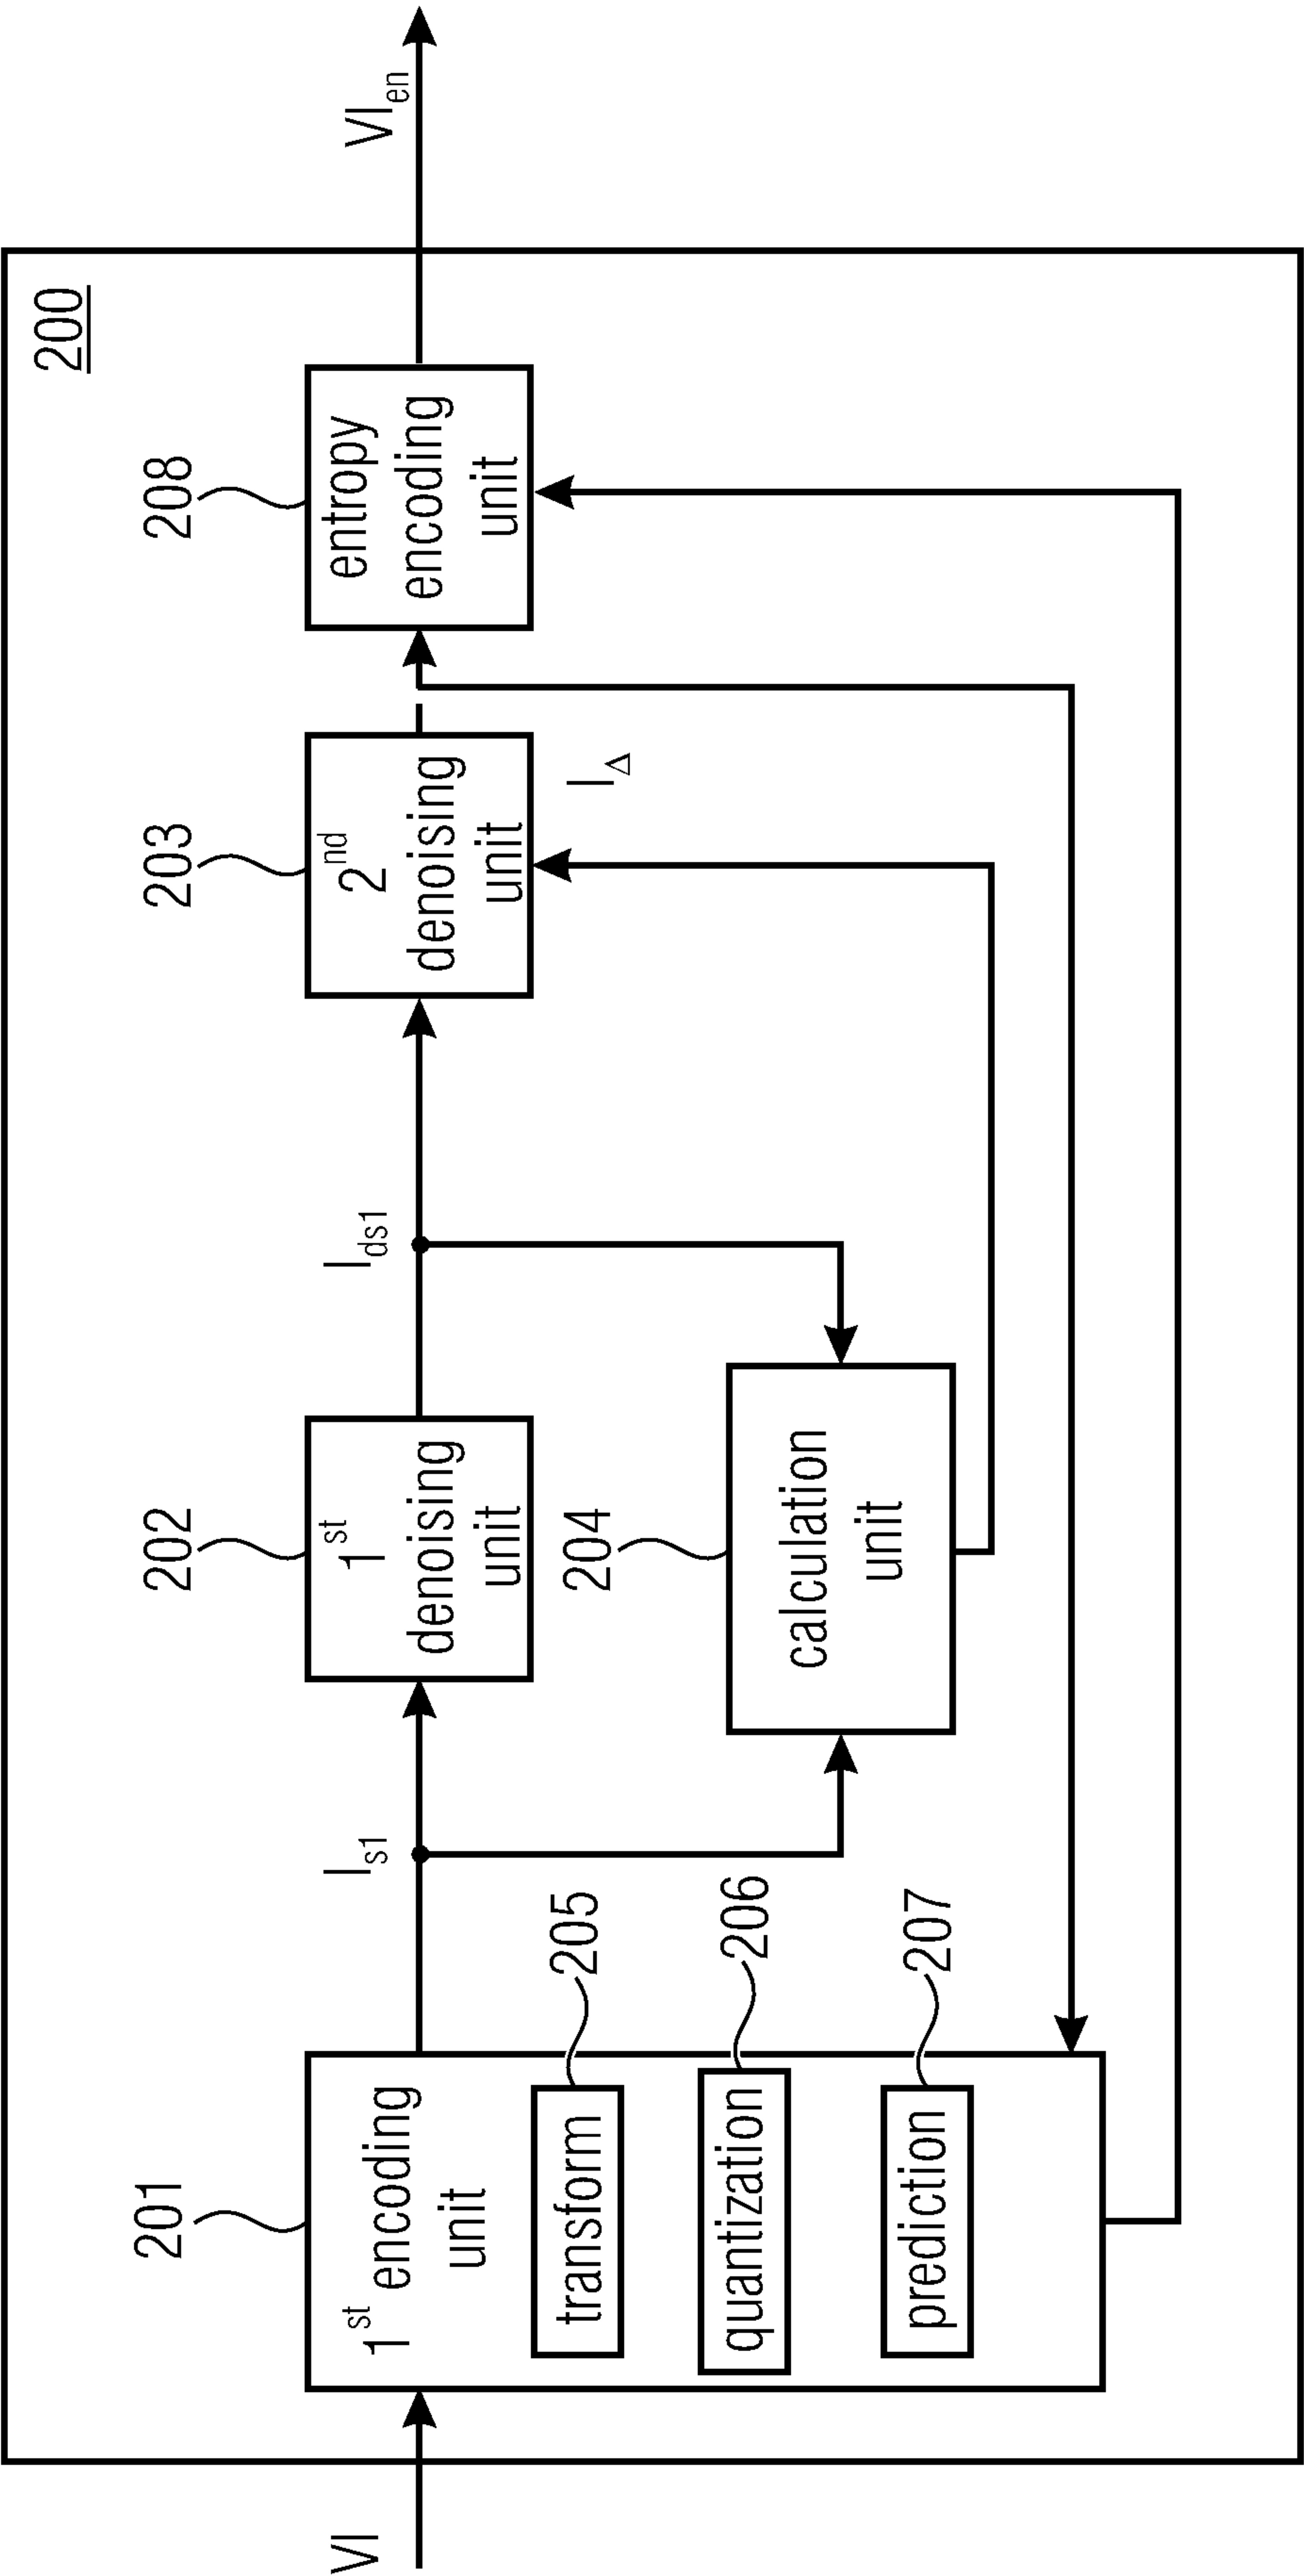 200
VI
201
1st encoding
unit
transform
205
quantization
206
prediction
207
Is1
202
1st
denoising
unit
204
calculation
unit
Ids1
203
2nd
denoising
unit
IΔ
208
entropy
encoding
unit
VIen